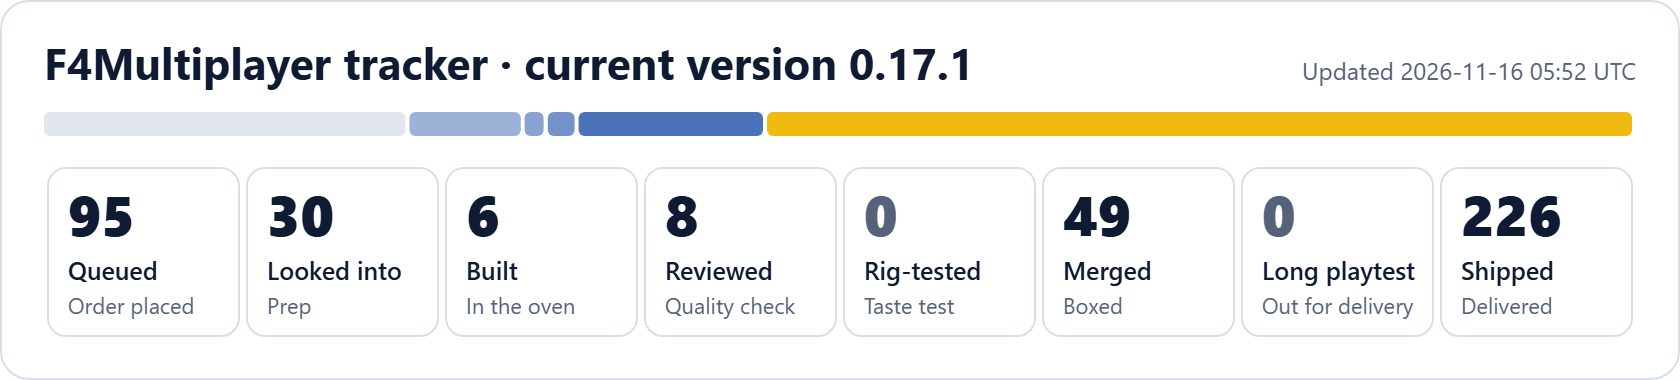 F4Multiplayer tracker · current version 0.17.1
Updated 2026-11-16 05:52 UTC
95
Queued
Order placed
30
Looked into
Prep
6
Built
In the oven
8
Reviewed
Quality check
0
Rig-tested
Taste test
49
Merged
Boxed
0
Long playtest
Out for delivery
226
Shipped
Delivered